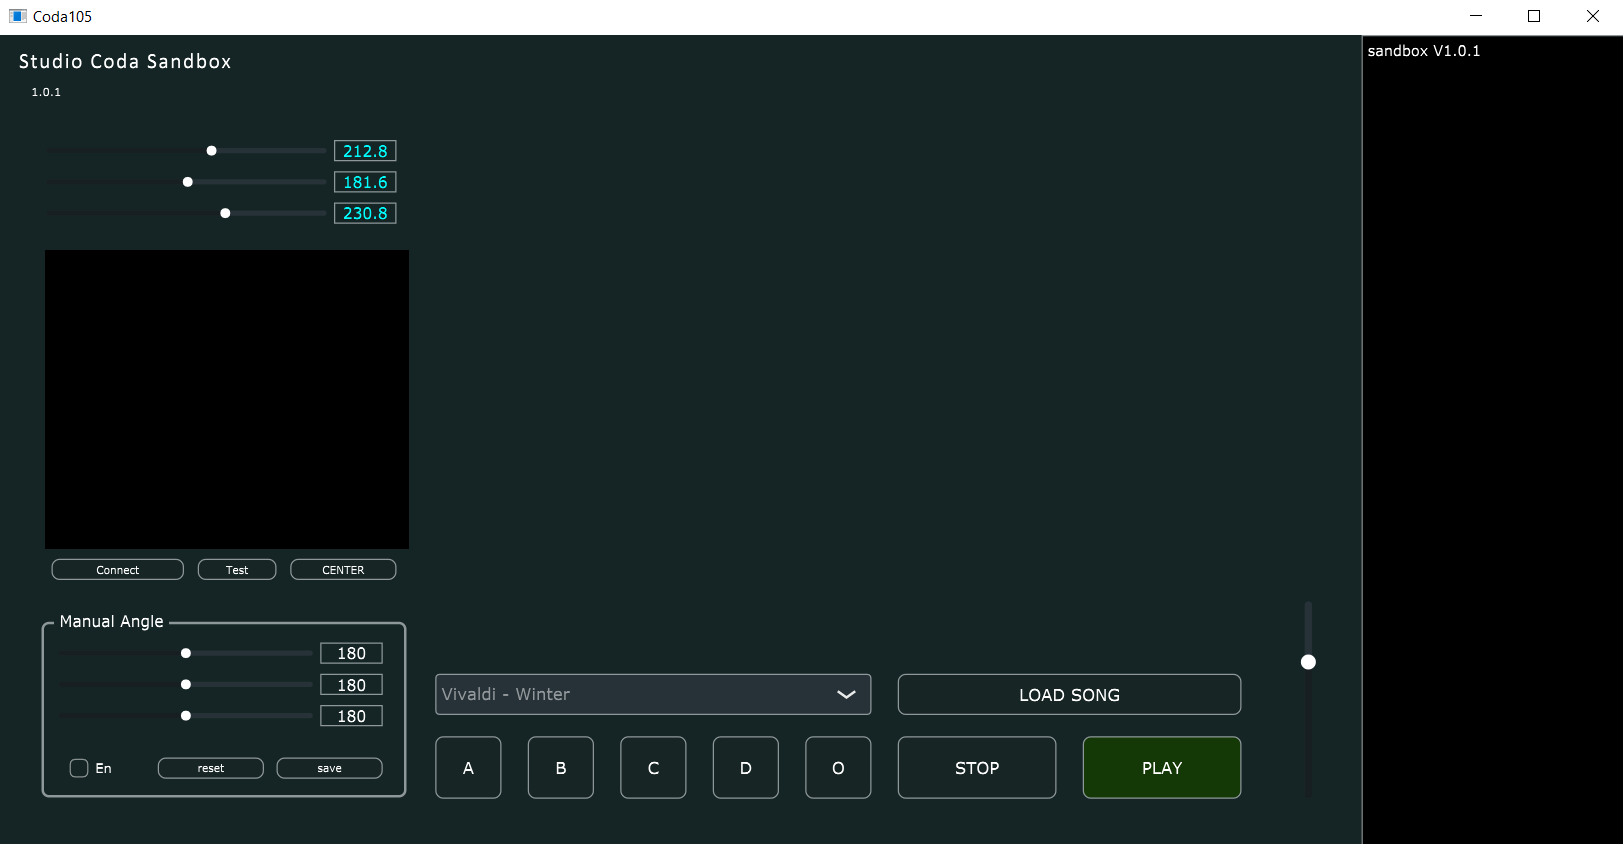 Coda105
Studio Coda Sandbox
1.0.1
212.8
181.6
230.8
Connect Test CENTER
Manual Angle
180
180
180
En reset save
Vivaldi - Winter LOAD SONG
A B C D O STOP PLAY
sandbox V1.0.1